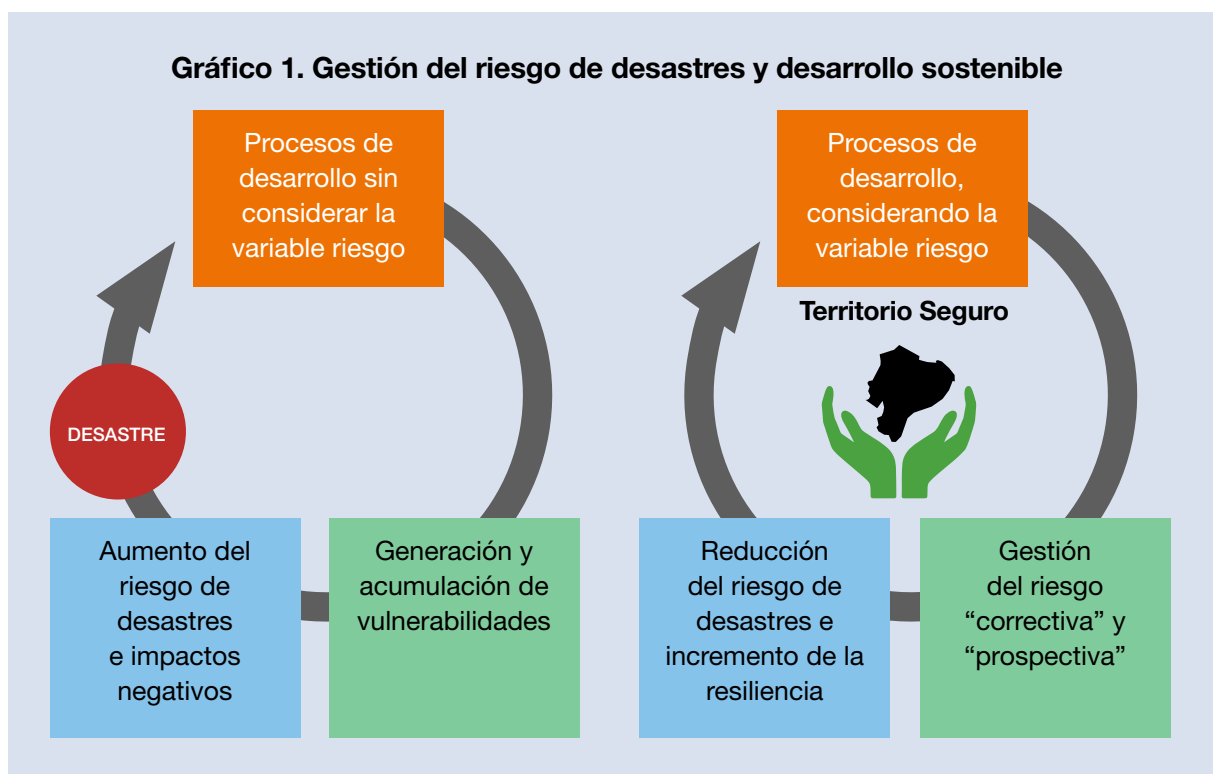 Gráfico 1. Gestión del riesgo de desastres y desarrollo sostenible
Procesos de
desarrollo sin
considerar la
variable riesgo
DESASTRE
Aumento del
riesgo de
desastres
e impactos
negativos
Generación y
acumulación de
vulnerabilidades
Procesos de
desarrollo,
considerando la
variable riesgo
Territorio Seguro
Reducción
del riesgo de
desastres e
incremento de la
resiliencia
Gestión
del riesgo
“correctiva” y
“prospectiva”